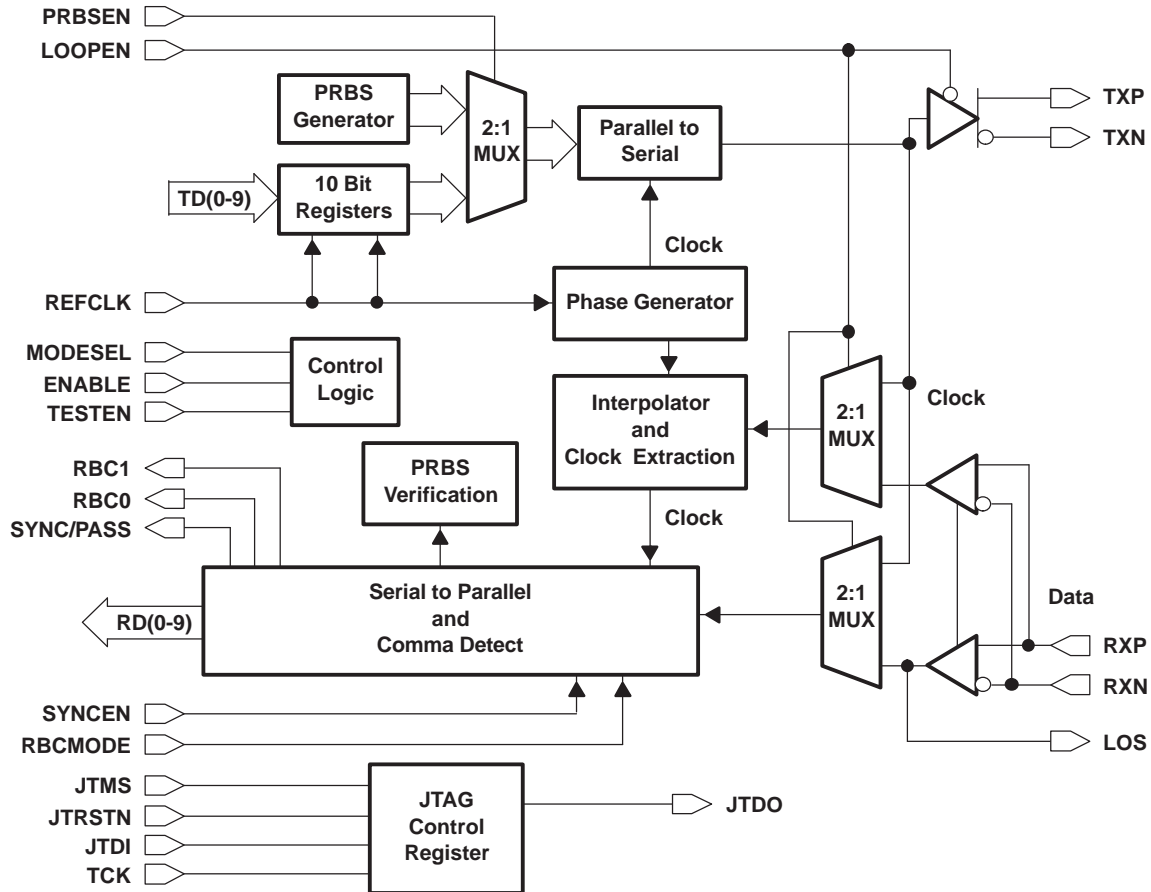 PRBSEN
LOOPEN
PRBS
Generator
2:1
MUX
Parallel to
Serial
TXP
TXN
TD(0-9)
10 Bit
Registers
Clock
REFCLK
Phase Generator
MODESEL
ENABLE
TESTEN
Control
Logic
Interpolator
and
Clock Extraction
2:1
MUX
Clock
RBC1
RBC0
SYNC/PASS
PRBS
Verification
Clock
RD(0-9)
Serial to Parallel
and
Comma Detect
2:1
MUX
Data
RXP
RXN
LOS
SYNCEN
RBCMODE
JTMS
JTRSTN
JTDI
TCK
JTAG
Control
Register
JTDO